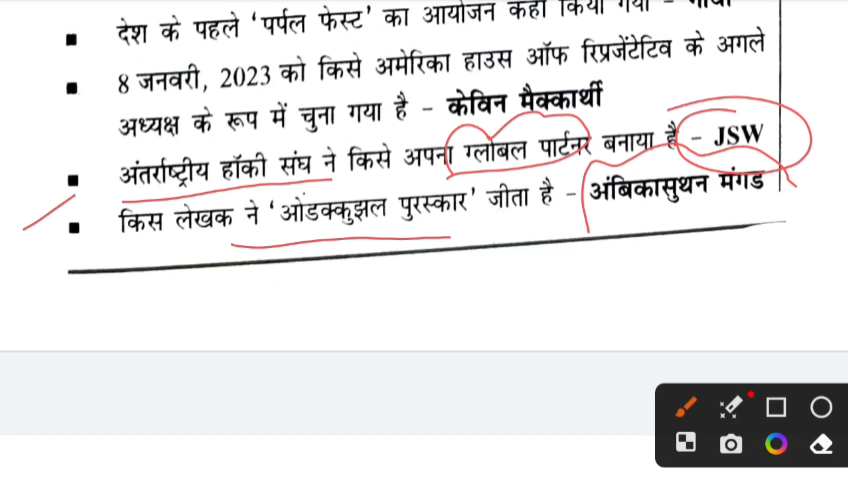 देश के पहले ‘पर्पल फेस्ट’ का आयोजन कहाँ किया गया –
8 जनवरी, 2023 को किसे अमेरिका हाउस ऑफ रिप्रजेंटेटिव के अगले
अध्यक्ष के रूप में चुना गया है – केविन मैक्कार्थी
अंतर्राष्ट्रीय हॉकी संघ ने किसे अपना ग्लोबल पार्टनर बनाया है – JSW
किस लेखक ने ‘ओडक्कुझल पुरस्कार’ जीता है – अंबिकासुथन मंगड